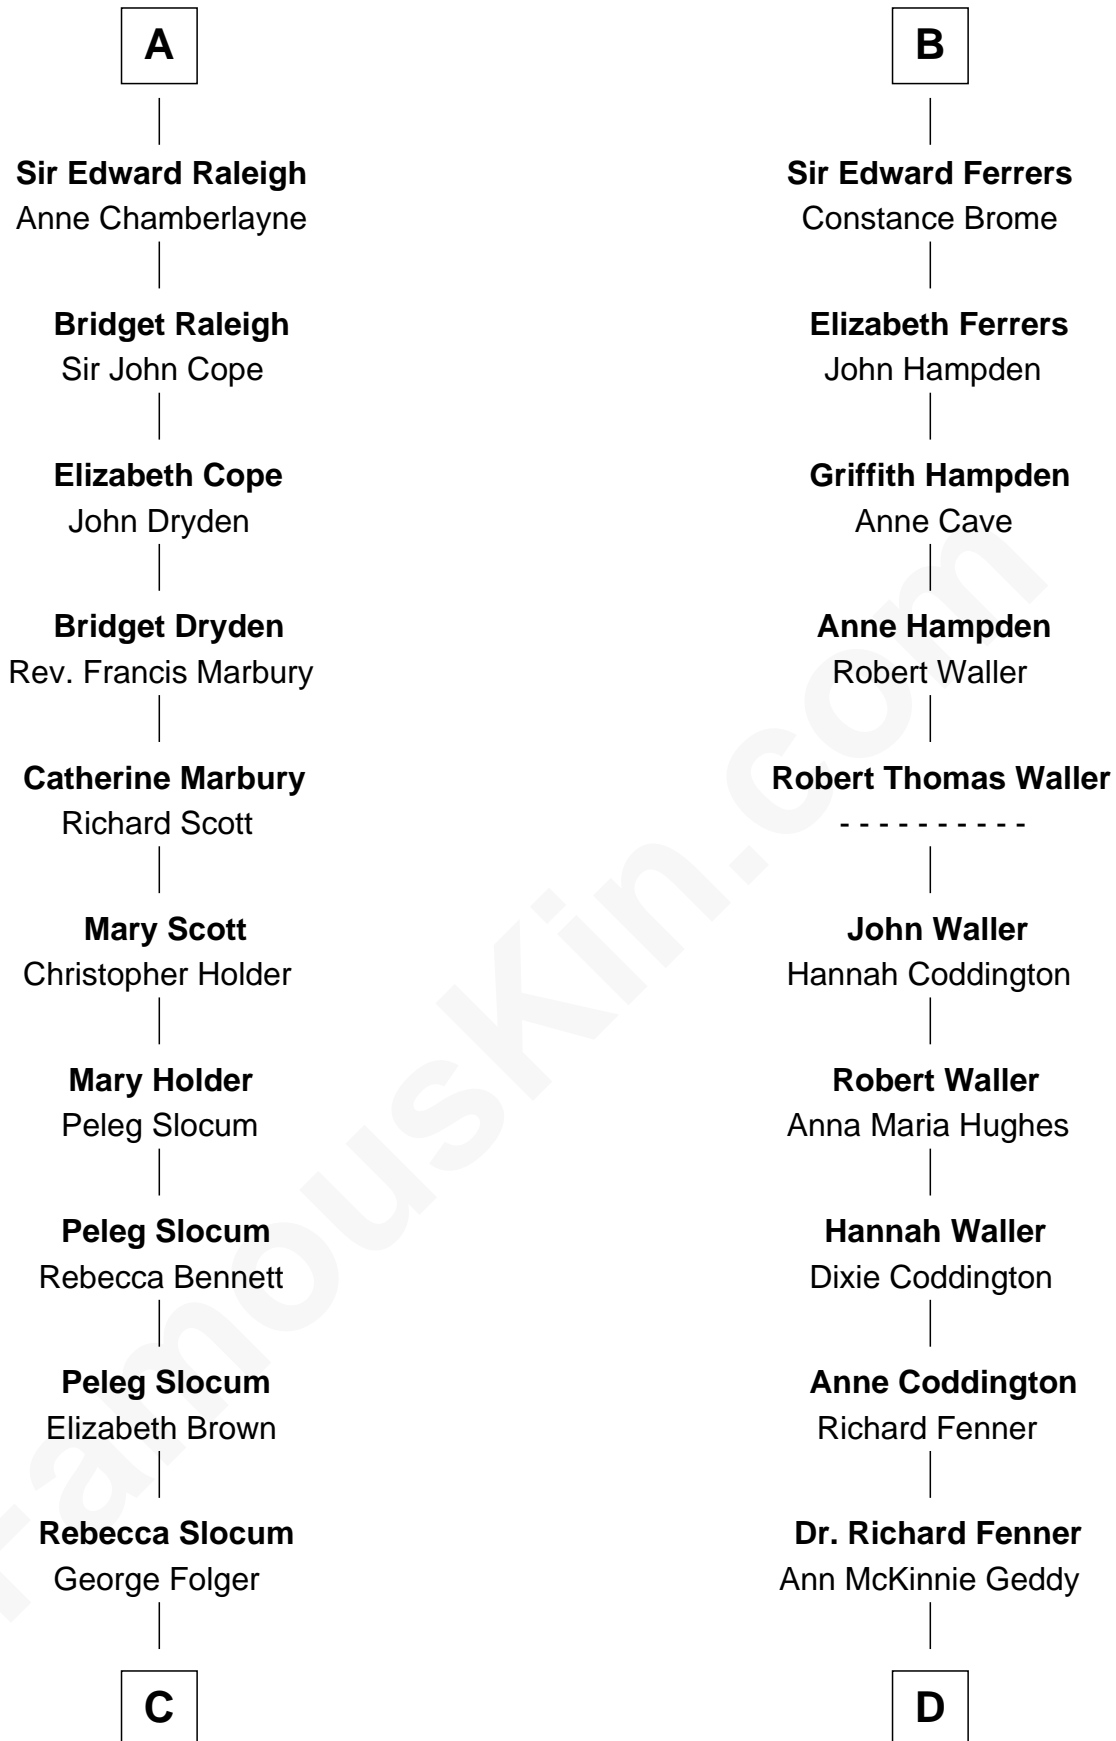 A
Sir Edward Raleigh
Anne Chamberlayne
Bridget Raleigh
Sir John Cope
Elizabeth Cope
John Dryden
Bridget Dryden
Rev. Francis Marbury
Catherine Marbury
Richard Scott
Mary Scott
Christopher Holder
Mary Holder
Peleg Slocum
Peleg Slocum
Rebecca Bennett
Peleg Slocum
Elizabeth Brown
Rebecca Slocum
George Folger
C
B
Sir Edward Ferrers
Constance Brome
Elizabeth Ferrers
John Hampden
Griffith Hampden
Anne Cave
Anne Hampden
Robert Waller
Robert Thomas Waller
- - - - - - - - - -
John Waller
Hannah Coddington
Robert Waller
Anna Maria Hughes
Hannah Waller
Dixie Coddington
Anne Coddington
Richard Fenner
Dr. Richard Fenner
Ann McKinnie Geddy
D
FamousKin.com